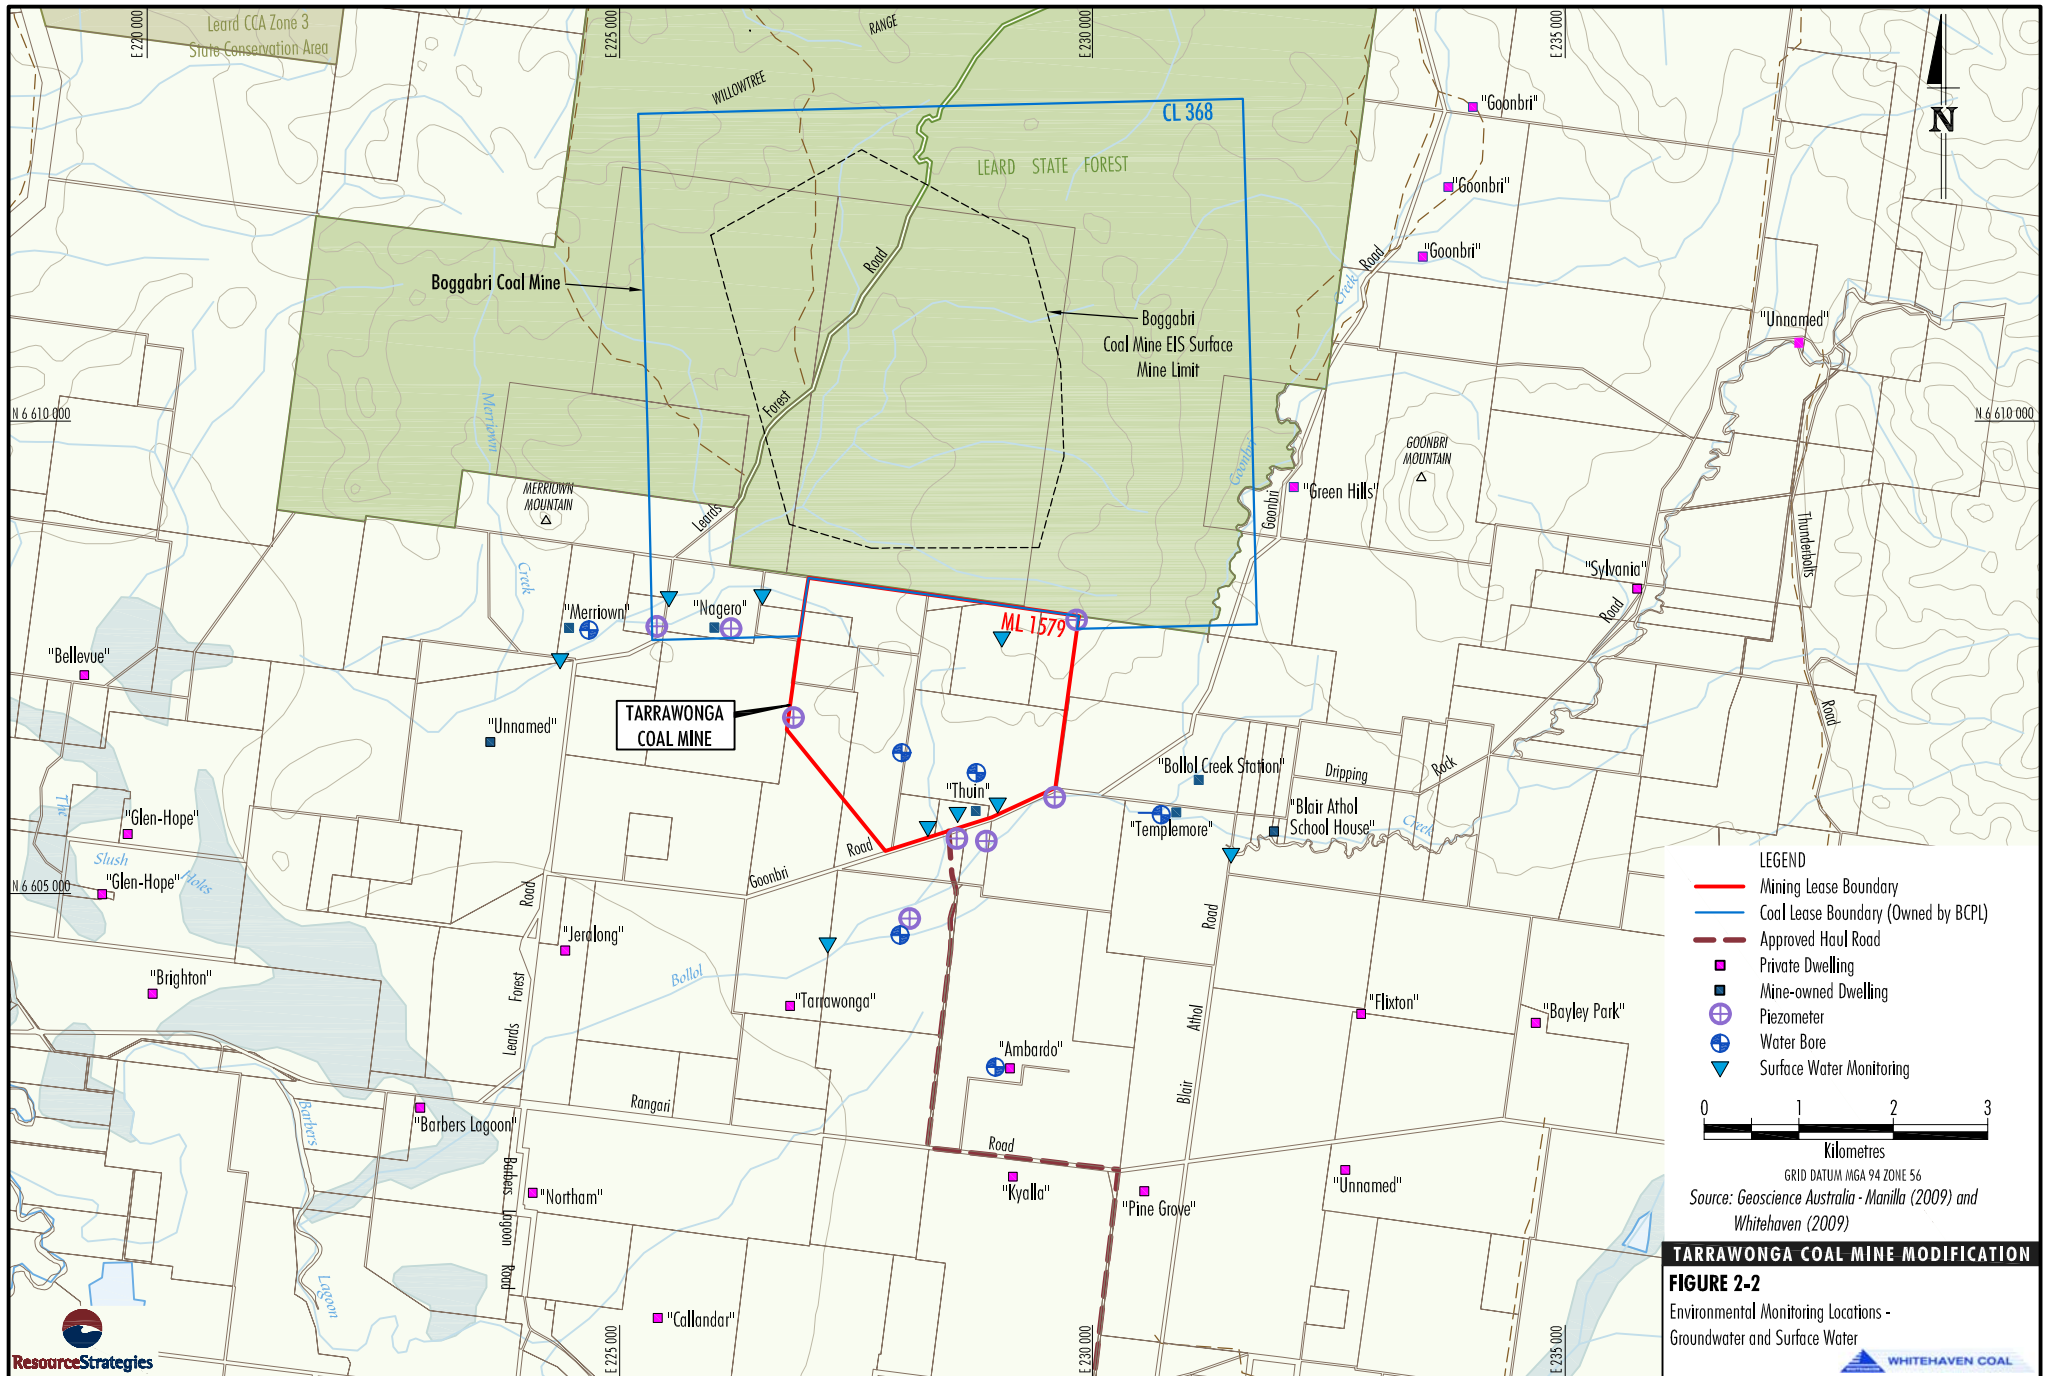 Leard CCA Zone 3
State Conservation Area
E 220 000
E 225 000
RANGE
E 230 000
E 235 000
WILLOWTREE
CL 368
"Goonbri"
N
LEARD STATE FOREST
"Goonbri"
"Goonbri"
Road
Road
Creek
Boggabri Coal Mine
Boggabri
Coal Mine EIS Surface
Mine Limit
"Unnamed"
Merriown
Forest
N 6 610 000
N 6 610 000
GOONBRI
MOUNTAIN
Goonbri
MERRIOWN
MOUNTAIN
Leards
"Green Hills"
Goonbri
Thunderbolts
Creek
"Sylvania"
Road
"Merriown"
"Nagero"
ML 1579
"Bellevue"
TARRAWONGA
COAL MINE
"Unnamed"
Road
"Bollol Creek Station"
Dripping
Rock
The
"Glen-Hope"
"Thuin"
"Templemore"
"Blair Athol
School House"
Creek
Slush
Holes
"Glen-Hope"
N 6 605 000
Goonbri
Road
Road
"Jeralong"
Road
Bollol
Forest
"Brighton"
"Tarrawonga"
"Flixton"
"Bayley Park"
Leards
Athol
"Ambardo"
Blair
Rangari
Barbers
"Barbers Lagoon"
Road
Barbers Lagoon Road
"Northam"
"Kyalla"
"Pine Grove"
"Unnamed"
Lagoon
"Callandar"
E 225 000
E 230 000
E 235 000
LEGEND
Mining Lease Boundary
Coal Lease Boundary (Owned by BCPL)
Approved Haul Road
Private Dwelling
Mine-owned Dwelling
Piezometer
Water Bore
Surface Water Monitoring
0 1 2 3
Kilometres
GRID DATUM MGA 94 ZONE 56
Source: Geoscience Australia - Manilla (2009) and
Whitehaven (2009)
TARRAWONGA COAL MINE MODIFICATION
FIGURE 2-2
Environmental Monitoring Locations -
Groundwater and Surface Water
ResourceStrategies
WHITEHAVEN COAL